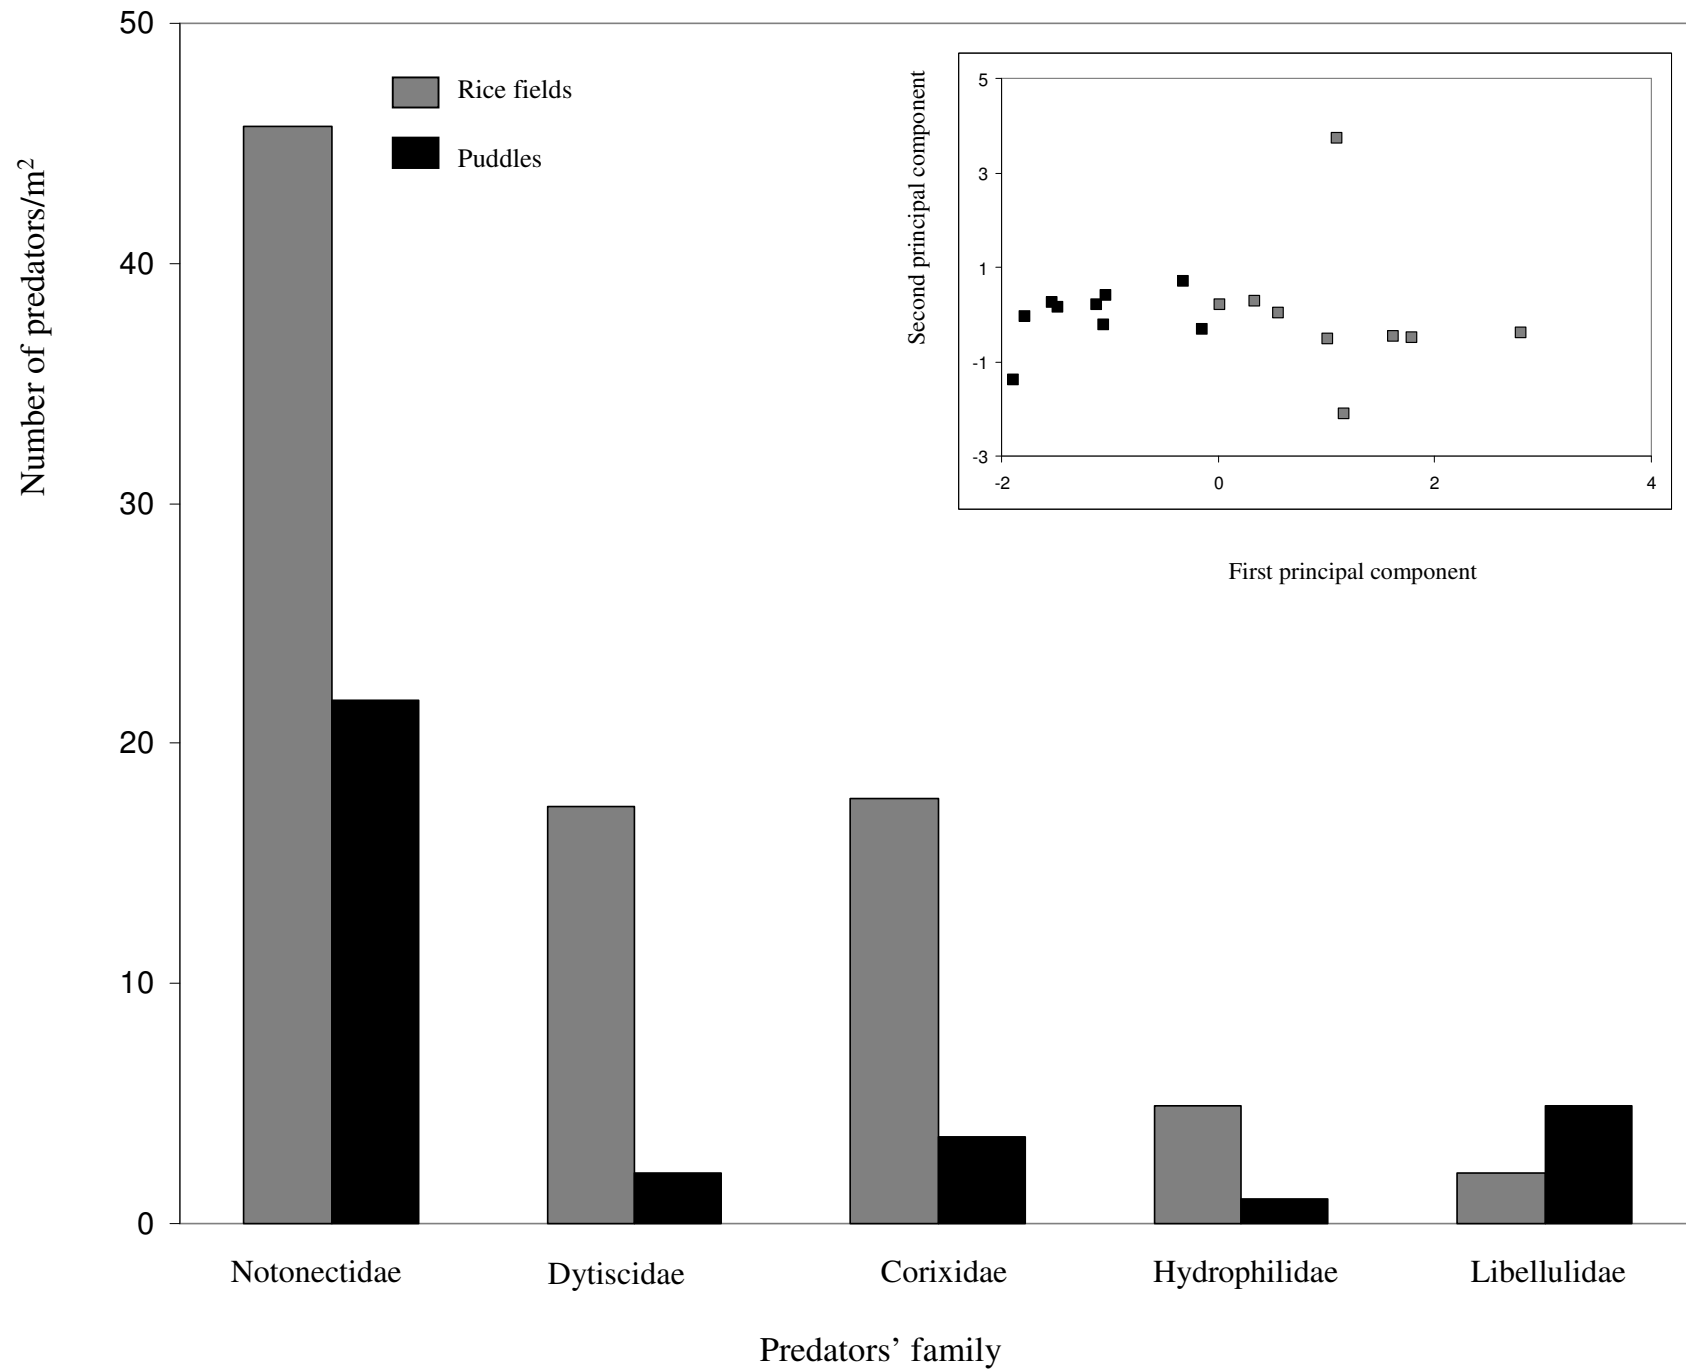 50
40
30
20
10
0
Number of predators/m²
Rice fields
Puddles
Second principal component
5
3
1
-1
-3
-2 0 2 4
First principal component
Notonectidae Dytiscidae Corixidae Hydrophilidae Libellulidae
Predators’ family